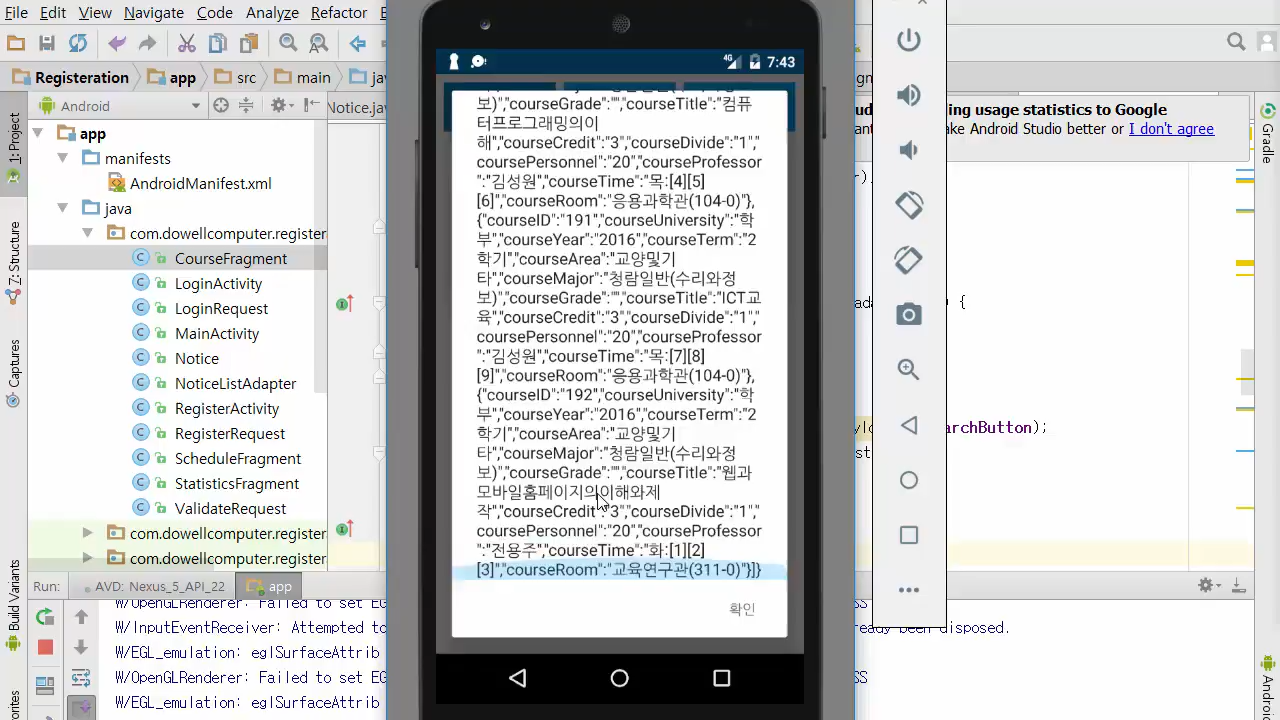 File Edit View Navigate Code Analyze Refactor
Registeration app src main
Android
Notice.java
app
manifests
AndroidManifest.xml
java
com.dowellcomputer.register
CourseFragment
LoginActivity
LoginRequest
MainActivity
Notice
NoticeListAdapter
RegisterActivity
RegisterRequest
ScheduleFragment
StatisticsFragment
ValidateRequest
com.dowellcomputer.register
com.dowellcomputer.register
1: Project
Z: Structure
Captures
Build Variants
Gradle
4G 7:43
보)","courseGrade":"","courseTitle":"컴퓨
터프로그래밍의이
해","courseCredit":"3","courseDivide":"1","
coursePersonnel":"20","courseProfessor
":"김성원","courseTime":"목:[4][5]
[6]","courseRoom":"응용과학관(104-0)"},
{"courseID":"191","courseUniversity":"학
부","courseYear":"2016","courseTerm":"2
학기","courseArea":"교양및기
타","courseMajor":"청람일반(수리와정
보)","courseGrade":"","courseTitle":"ICT교
육","courseCredit":"3","courseDivide":"1","
coursePersonnel":"20","courseProfessor
":"김성원","courseTime":"목:[7][8]
[9]","courseRoom":"응용과학관(104-0)"},
{"courseID":"192","courseUniversity":"학
부","courseYear":"2016","courseTerm":"2
학기","courseArea":"교양및기
타","courseMajor":"청람일반(수리와정
보)","courseGrade":"","courseTitle":"웹과
모바일홈페이지의이해와제
작","courseCredit":"3","courseDivide":"1","
coursePersonnel":"20","courseProfessor
":"전용주","courseTime":"화:[1][2]
[3]","courseRoom":"교육연구관(311-0)"}]}
확인
ing usage statistics to Google
ake Android Studio better or I don't agree
{
archButton);
Run: AVD: Nexus_5_API_22 app
W/OpenGLRenderer: Failed to set EG
W/InputEventReceiver: Attempted to
dy been disposed.
W/EGL_emulation: eglSurfaceAttrib
W/OpenGLRenderer: Failed to set EG
W/EGL_emulation: eglSurfaceAttrib